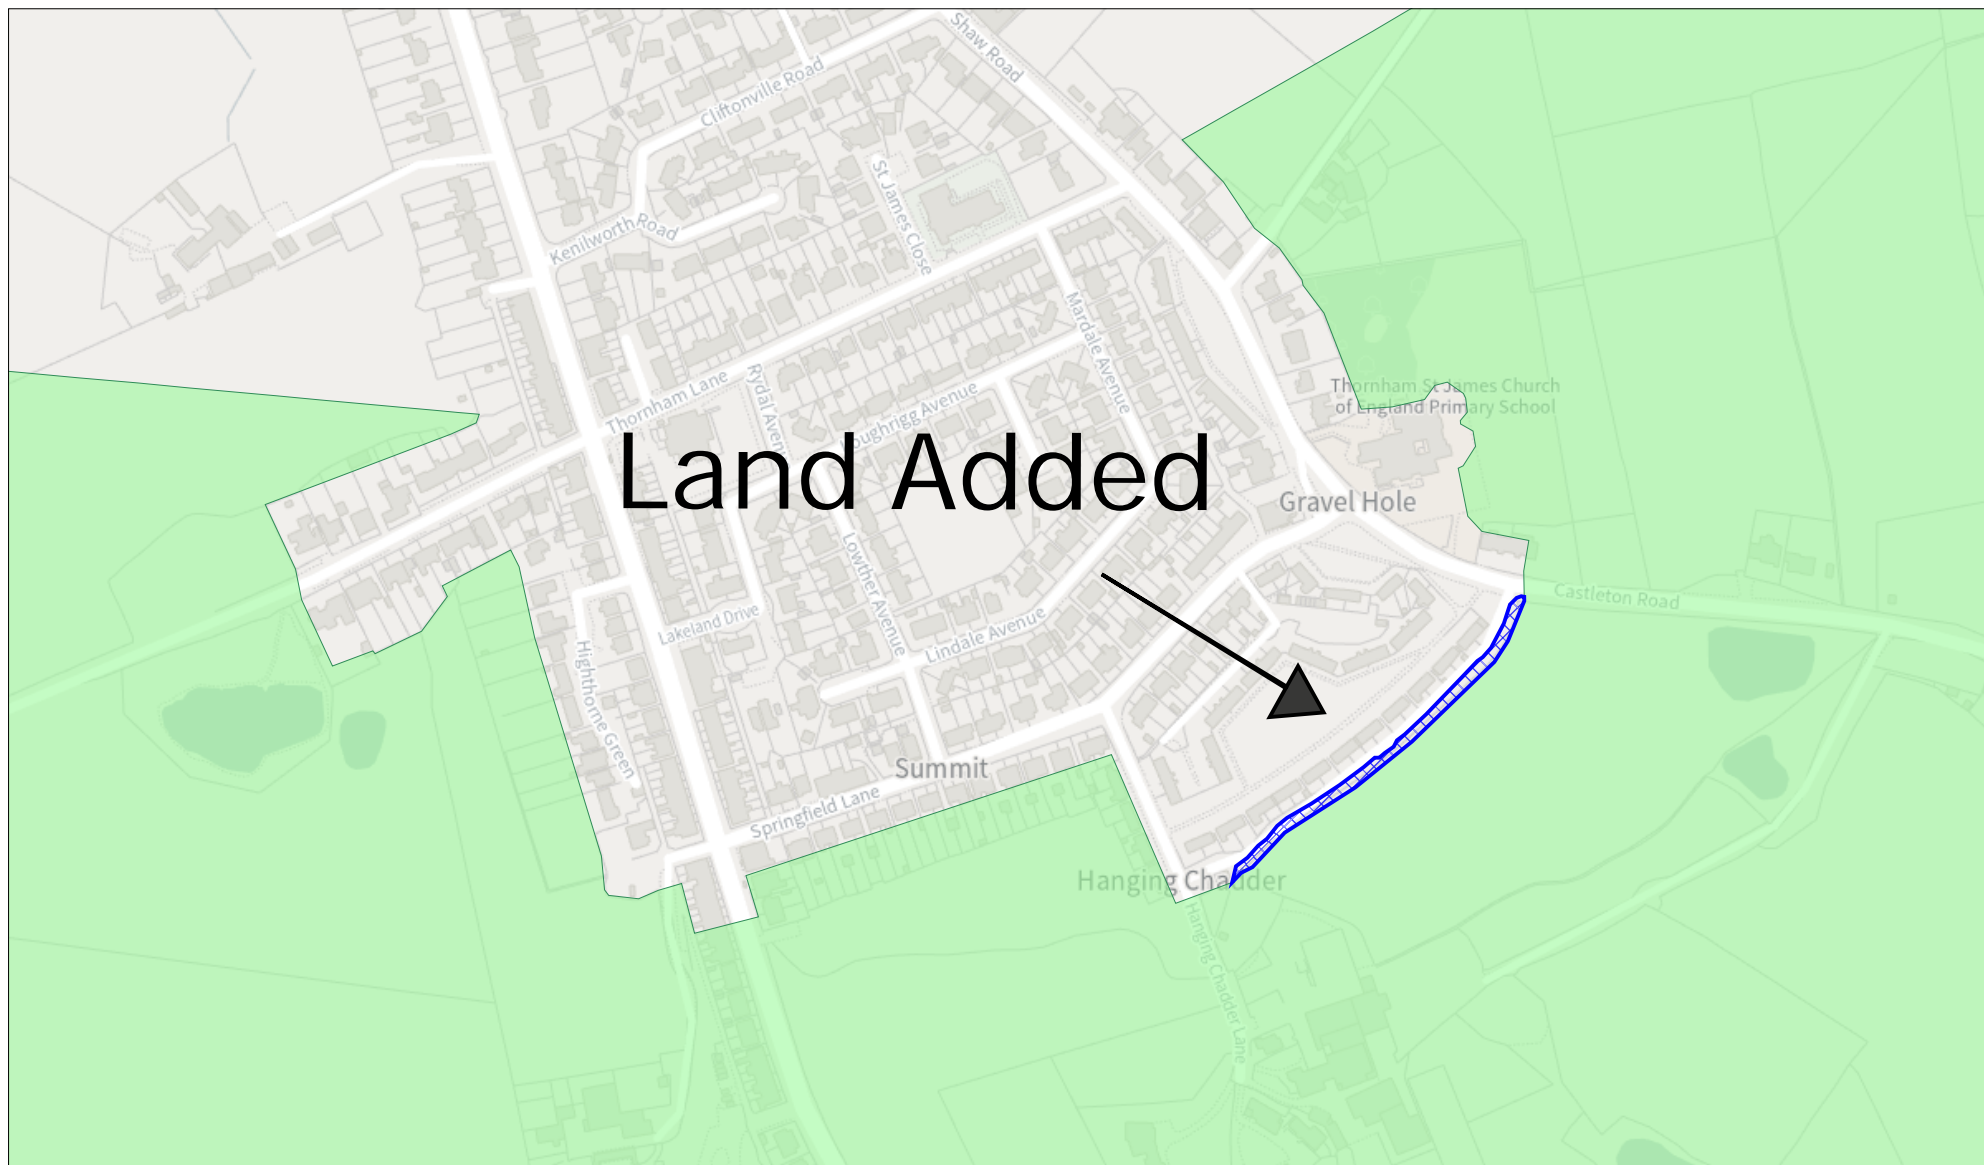 Shaw Road
Cliftonville Road
St James Close
Kenilworth Road
Mardale Avenue
Thornham Lane
Rydal Aven
oughrigg Avenue
Thornham St James Church
of England Primary School
Land Added
Gravel Hole
Castleton Road
Lowther Avenue
Lakeland Drive
Lindale Avenue
Highthorne Green
Summit
Springfield Lane
Hanging Chadder
Hanging Chadder Lane